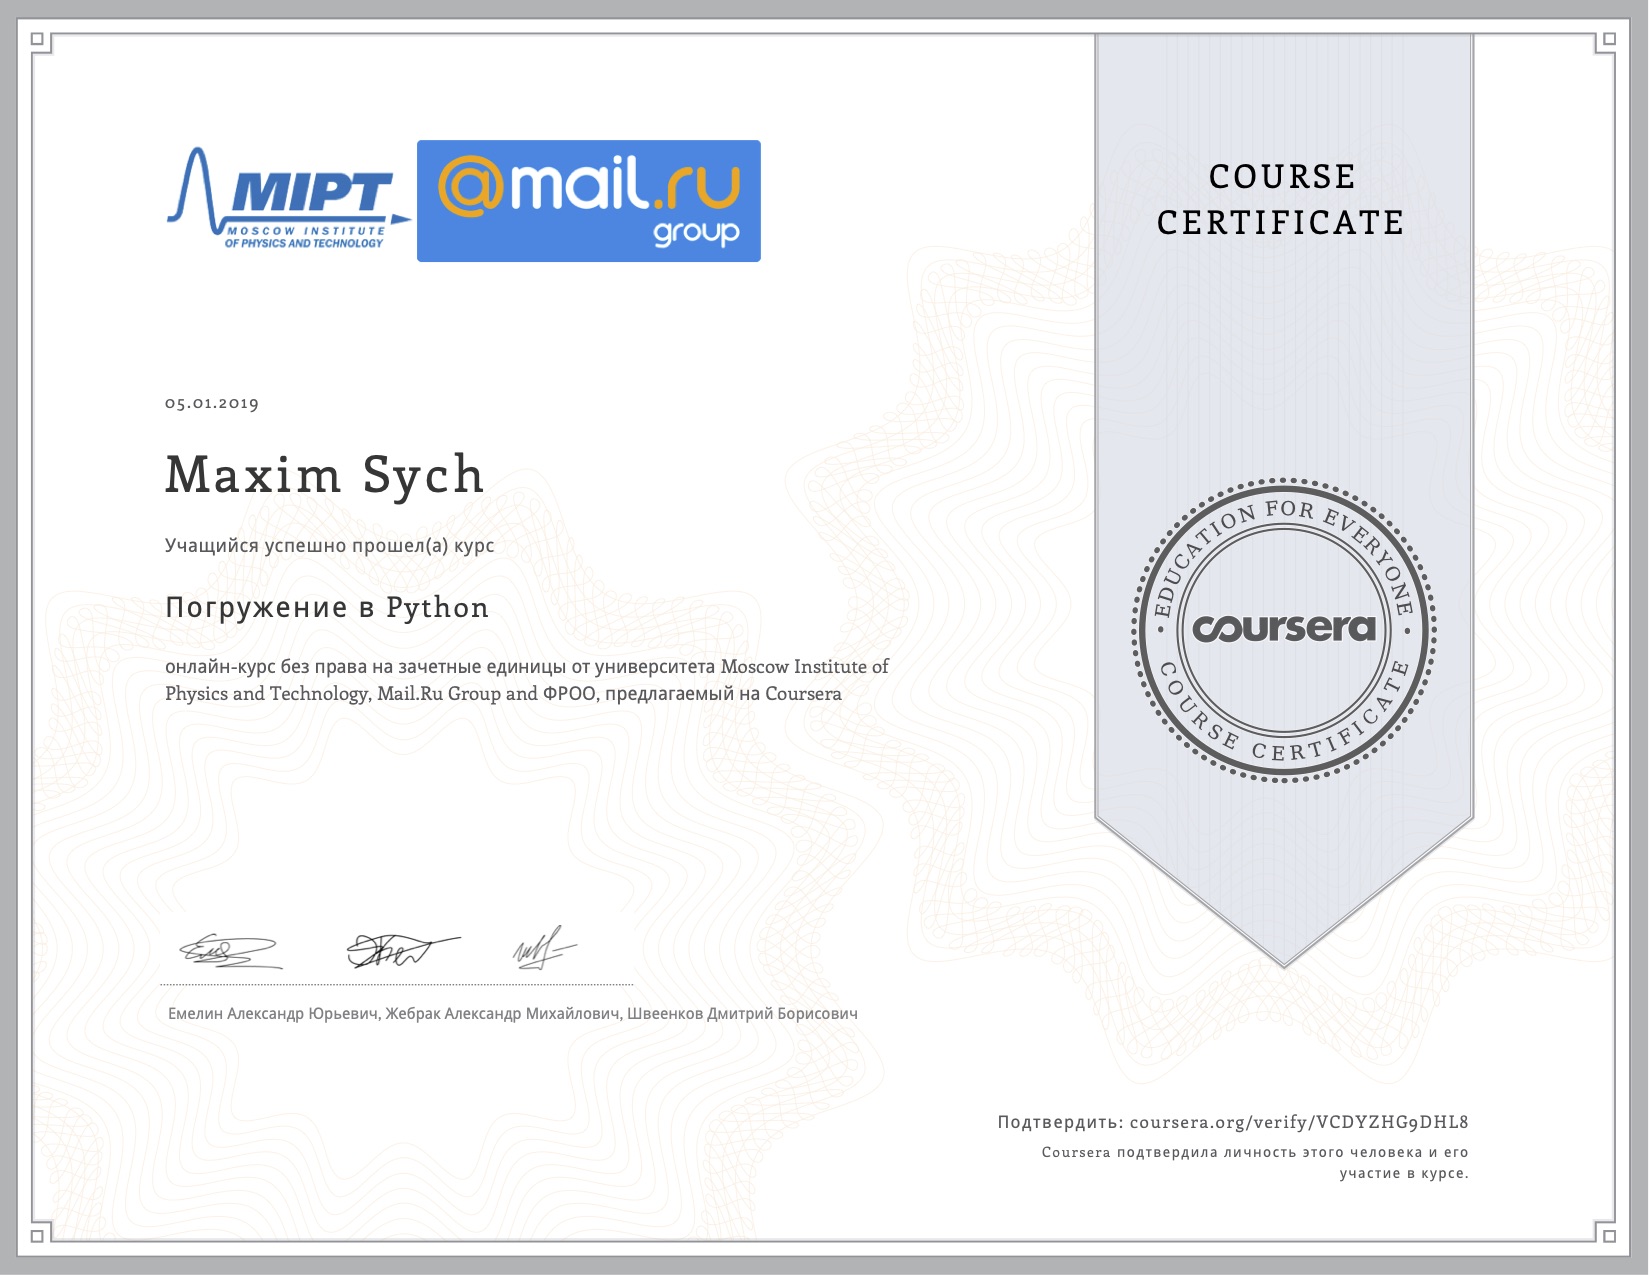 MIPT
MOSCOW INSTITUTE
OF PHYSICS AND TECHNOLOGY
@mail.ru
group
COURSE
CERTIFICATE
05.01.2019
Maxim Sych
Учащийся успешно прошел(а) курс
Погружение в Python
онлайн-курс без права на зачетные единицы от университета Moscow Institute of
Physics and Technology, Mail.Ru Group and ФРОО, предлагаемый на Coursera
EDUCATION FOR EVERYONE
coursera
COURSE CERTIFICATE
Емелин Александр Юрьевич, Жебрак Александр Михайлович, Швеенков Дмитрий Борисович
Подтвердить: coursera.org/verify/VCDYZHG9DHL8
Coursera подтвердила личность этого человека и его
участие в курсе.